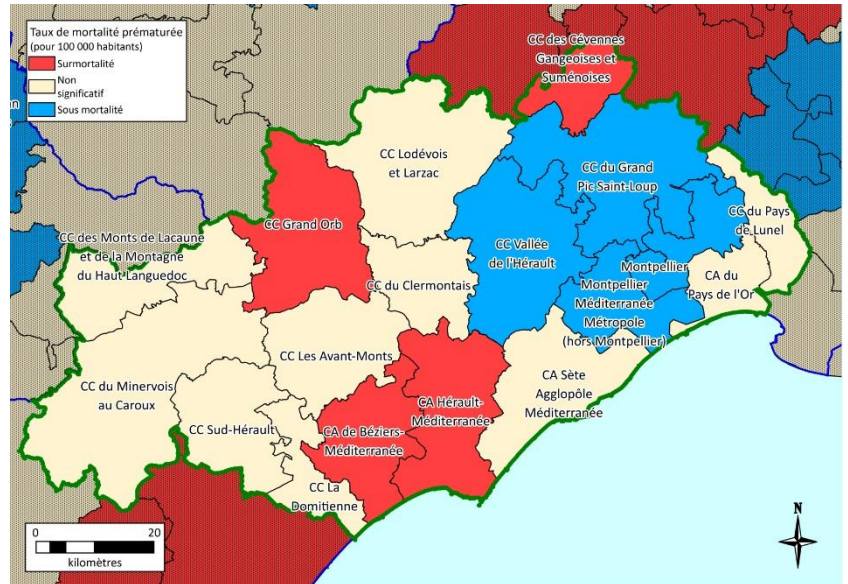 Taux de mortalité prématurée
(pour 100 000 habitants)
Surmortalité
Non
significatif
Sous mortalité
CC des Cévennes
Gangeoises et
Suménoises
CC Lodévois
et Larzac
CC du Grand
Pic Saint-Loup
CC Grand Orb
CC du Pays
de Lunel
CC des Monts de Lacaune
et de la Montagne
du Haut Languedoc
CC Vallée
de l'Hérault
CC du Clermontais
Montpellier
CA du
Pays de l'Or
Montpellier
Méditerranée
Métropole
(hors Montpellier)
CC Les Avant-Monts
CC du Minervois
au Caroux
CA Sète
Agglopôle
Méditerranée
CA Hérault-
Méditerranée
CC Sud-Hérault
CA de Béziers-
Méditerranée
CC La
Domitienne
0 20
kilomètres
N